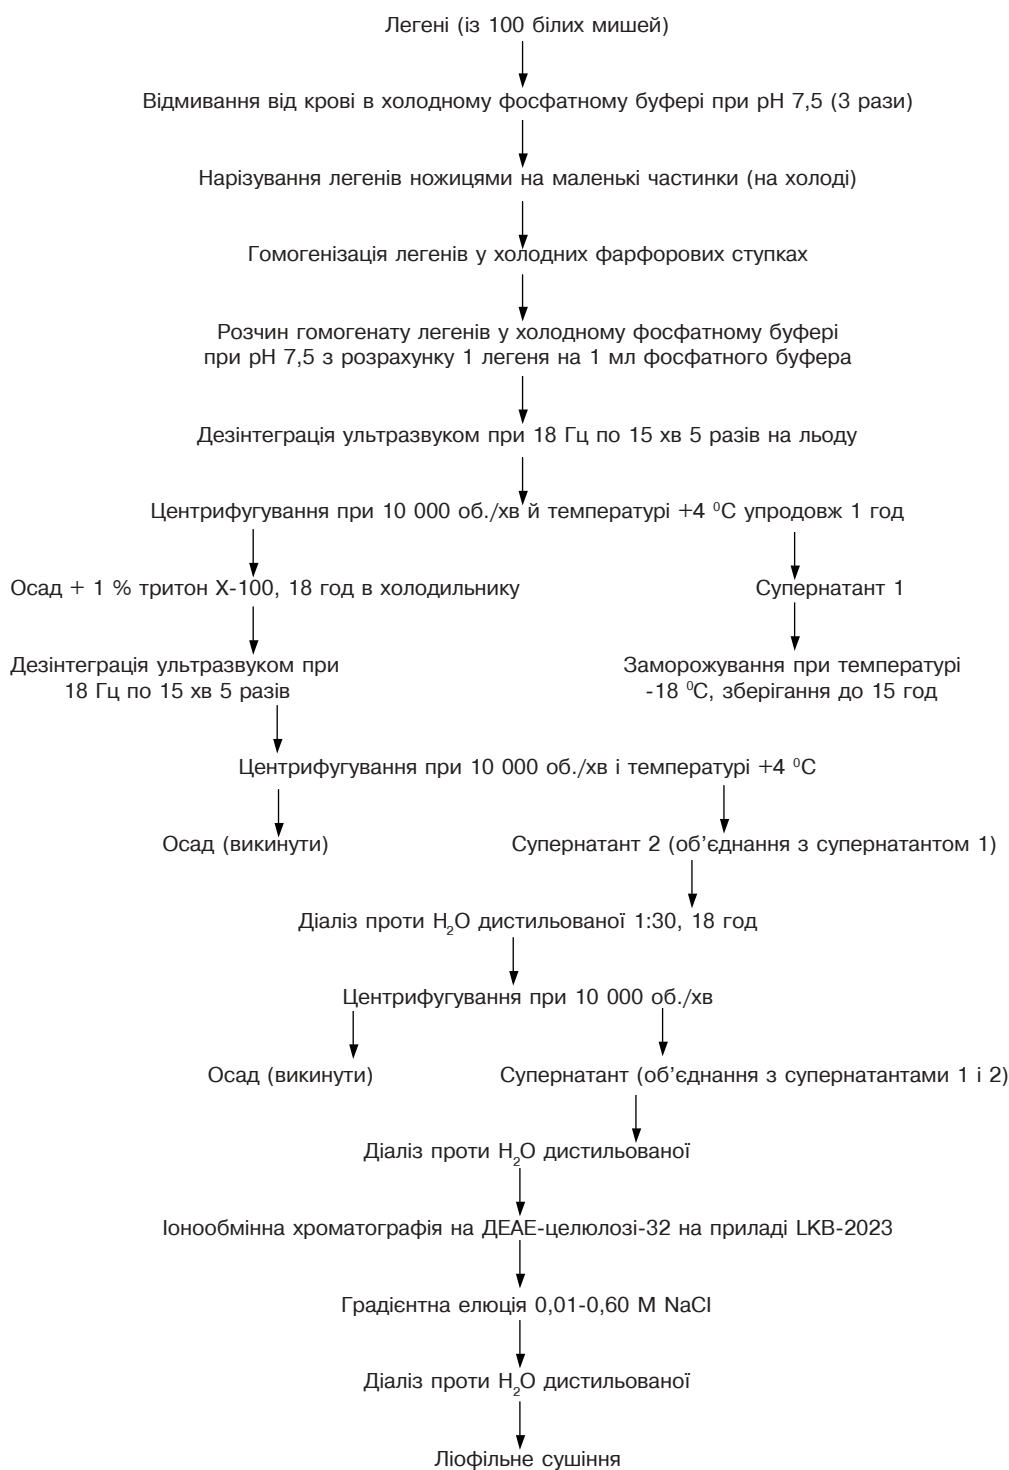 Легені (із 100 білих мишей)
Відмивання від крові в холодному фосфатному буфері при рН 7,5 (3 рази)
Нарізування легенів ножицями на маленькі частинки (на холоді)
Гомогенізація легенів у холодних фарфорових ступках
Розчин гомогенату легенів у холодному фосфатному буфері
при рН 7,5 з розрахунку 1 легеня на 1 мл фосфатного буфера
Дезінтеграція ультразвуком при 18 Гц по 15 хв 5 разів на льоду
Центрифугування при 10 000 об./хв й температурі +4 ⁰С упродовж 1 год
Осад + 1 % тритон Х-100, 18 год в холодильнику
Супернатант 1
Дезінтеграція ультразвуком при
18 Гц по 15 хв 5 разів
Заморожування при температурі
-18 ⁰С, зберігання до 15 год
Центрифугування при 10 000 об./хв і температурі +4 ⁰С
Осад (викинути)
Супернатант 2 (об’єднання з супернатантом 1)
Діаліз проти H₂O дистильованої 1:30, 18 год
Центрифугування при 10 000 об./хв
Осад (викинути)
Супернатант (об’єднання з супернатантами 1 і 2)
Діаліз проти H₂O дистильованої
Іонообмінна хроматографія на ДЕАЕ-целюлозі-32 на приладі LKB-2023
Градієнтна елюція 0,01-0,60 М NaCl
Діаліз проти H₂O дистильованої
Ліофільне сушіння